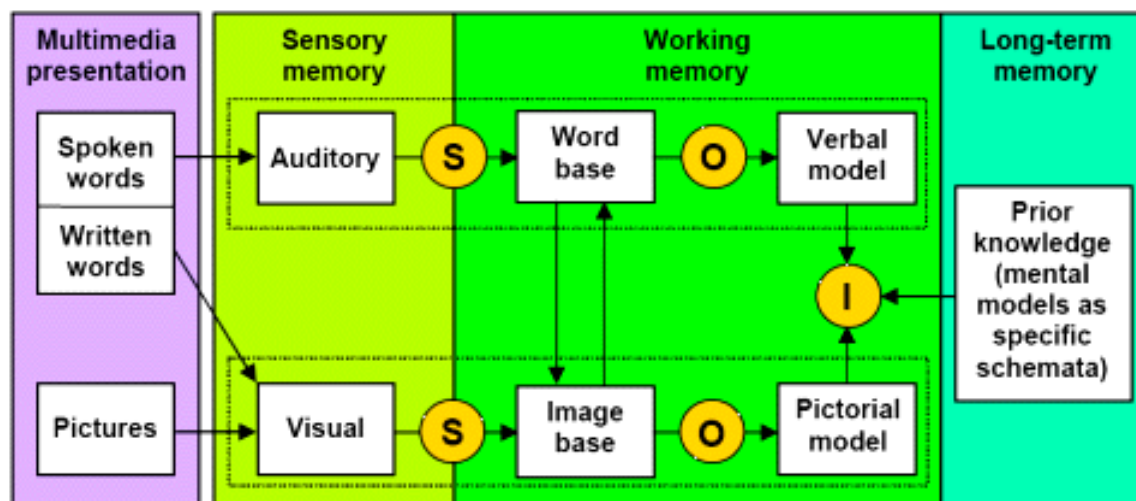 Multimedia
presentation
Sensory
memory
Working
memory
Long-term
memory
Spoken
words
Written
words
Pictures
Auditory
Visual
S
S
Word
base
Image
base
O
O
Verbal
model
Pictorial
model
I
Prior
knowledge
(mental
models as
specific
schemata)